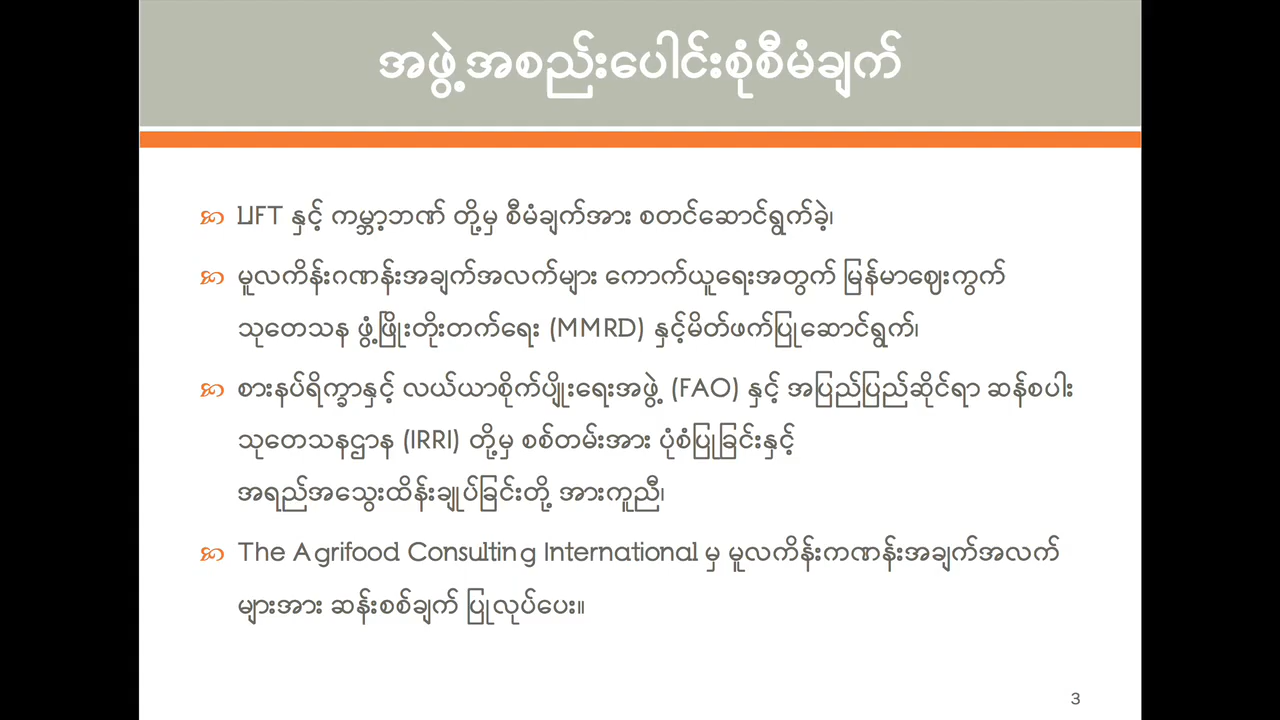 အဖွဲ့အစည်းပေါင်းစုံစီမံချက်
LIFT နှင့် ကမ္ဘာ့ဘဏ် တို့မှ စီမံချက်အား စတင်ဆောင်ရွက်ခဲ့၊
မူလကိန်းဂဏန်းအချက်အလက်များ ကောက်ယူရေးအတွက် မြန်မာဈေးကွက်
သုတေသန ဖွံ့ဖြိုးတိုးတက်ရေး (MMRD) နှင့်မိတ်ဖက်ပြုဆောင်ရွက်၊
စားနပ်ရိက္ခာနှင့် လယ်ယာစိုက်ပျိုးရေးအဖွဲ့ (FAO) နှင့် အပြည်ပြည်ဆိုင်ရာ ဆန်စပါး
သုတေသနဌာန (IRRI) တို့မှ စစ်တမ်းအား ပုံစံပြုခြင်းနှင့်
အရည်အသွေးထိန်းချုပ်ခြင်းတို့ အားကူညီ၊
The Agrifood Consulting International မှ မူလကိန်းကဏန်းအချက်အလက်
များအား ဆန်းစစ်ချက် ပြုလုပ်ပေး။
3